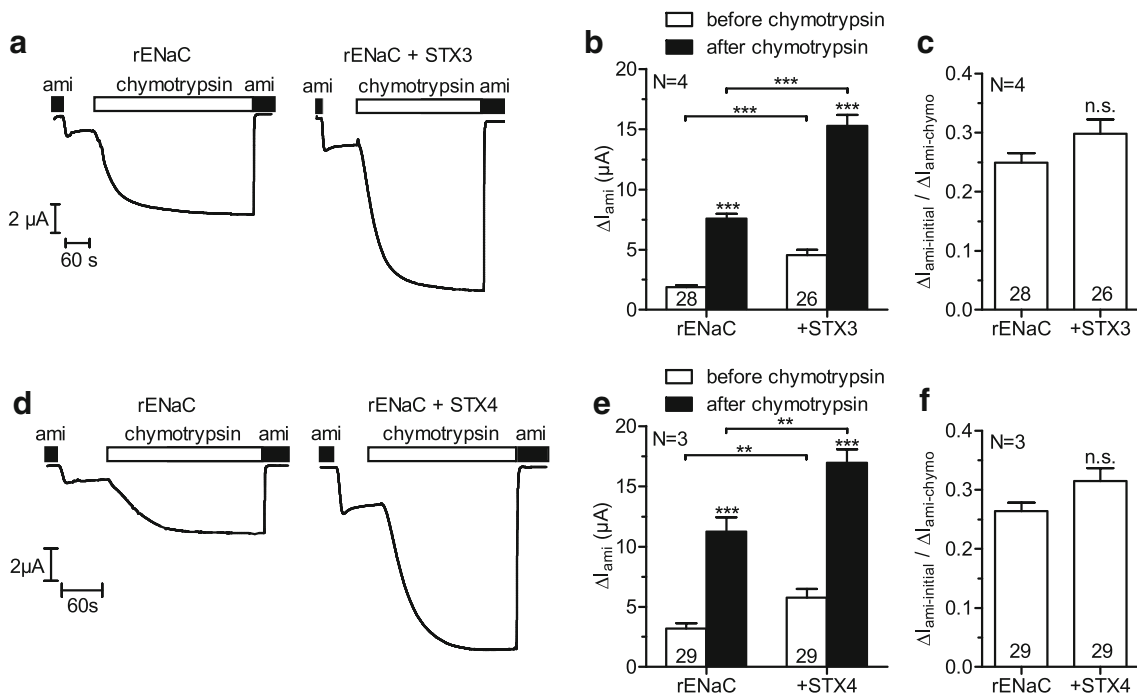 a
rENaC
ami
chymotrypsin
ami
2 µA
60 s
rENaC + STX3
ami
chymotrypsin
ami
b
before chymotrypsin
after chymotrypsin
N=4
ΔIami (µA)
20
15
10
5
0
***
***
***
***
28
26
rENaC
+STX3
c
N=4
ΔIami-initial / ΔIami-chymo
0.4
0.3
0.2
0.1
0.0
n.s.
28
26
rENaC
+STX3
d
rENaC
ami
chymotrypsin
ami
2µA
60s
rENaC + STX4
ami
chymotrypsin
ami
e
before chymotrypsin
after chymotrypsin
N=3
ΔIami (µA)
20
15
10
5
0
**
**
***
***
29
29
rENaC
+STX4
f
N=3
ΔIami-initial / ΔIami-chymo
0.4
0.3
0.2
0.1
0.0
n.s.
29
29
rENaC
+STX4